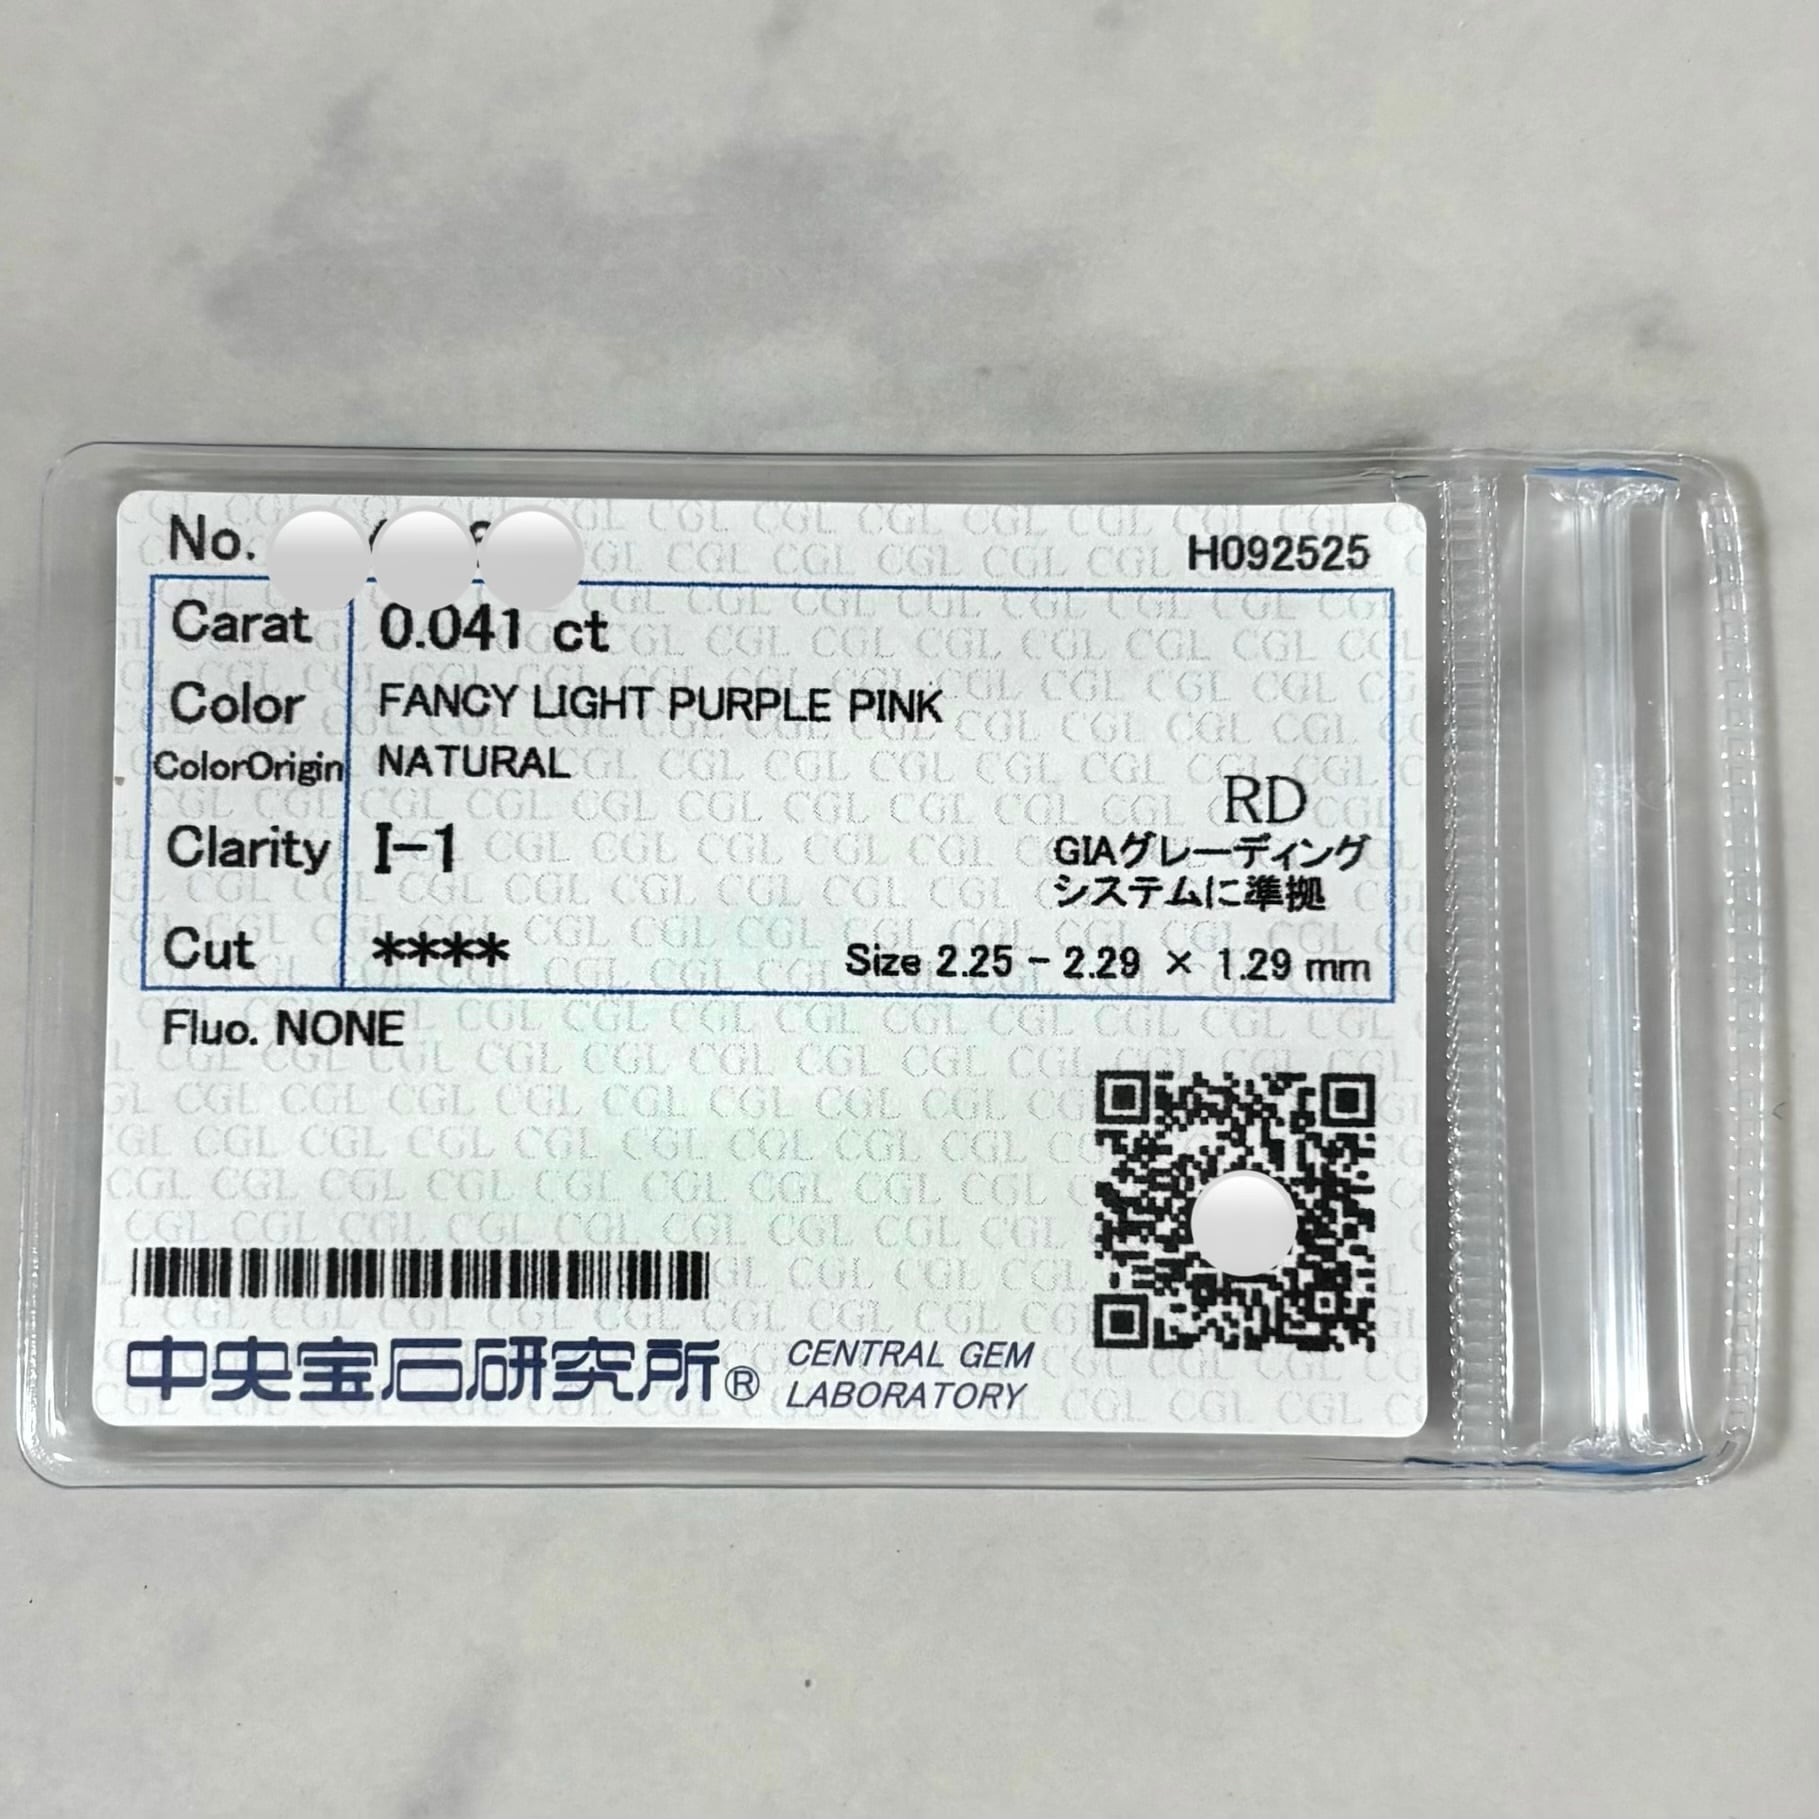 No.
H092525
Carat 0.041 ct
Color FANCY LIGHT PURPLE PINK
ColorOrigin NATURAL
RD
Clarity I-1
GIAグレーディング
システムに準拠
Cut ****
Size 2.25 - 2.29 × 1.29 mm
Fluo. NONE
中央宝石研究所®
CENTRAL GEM
LABORATORY